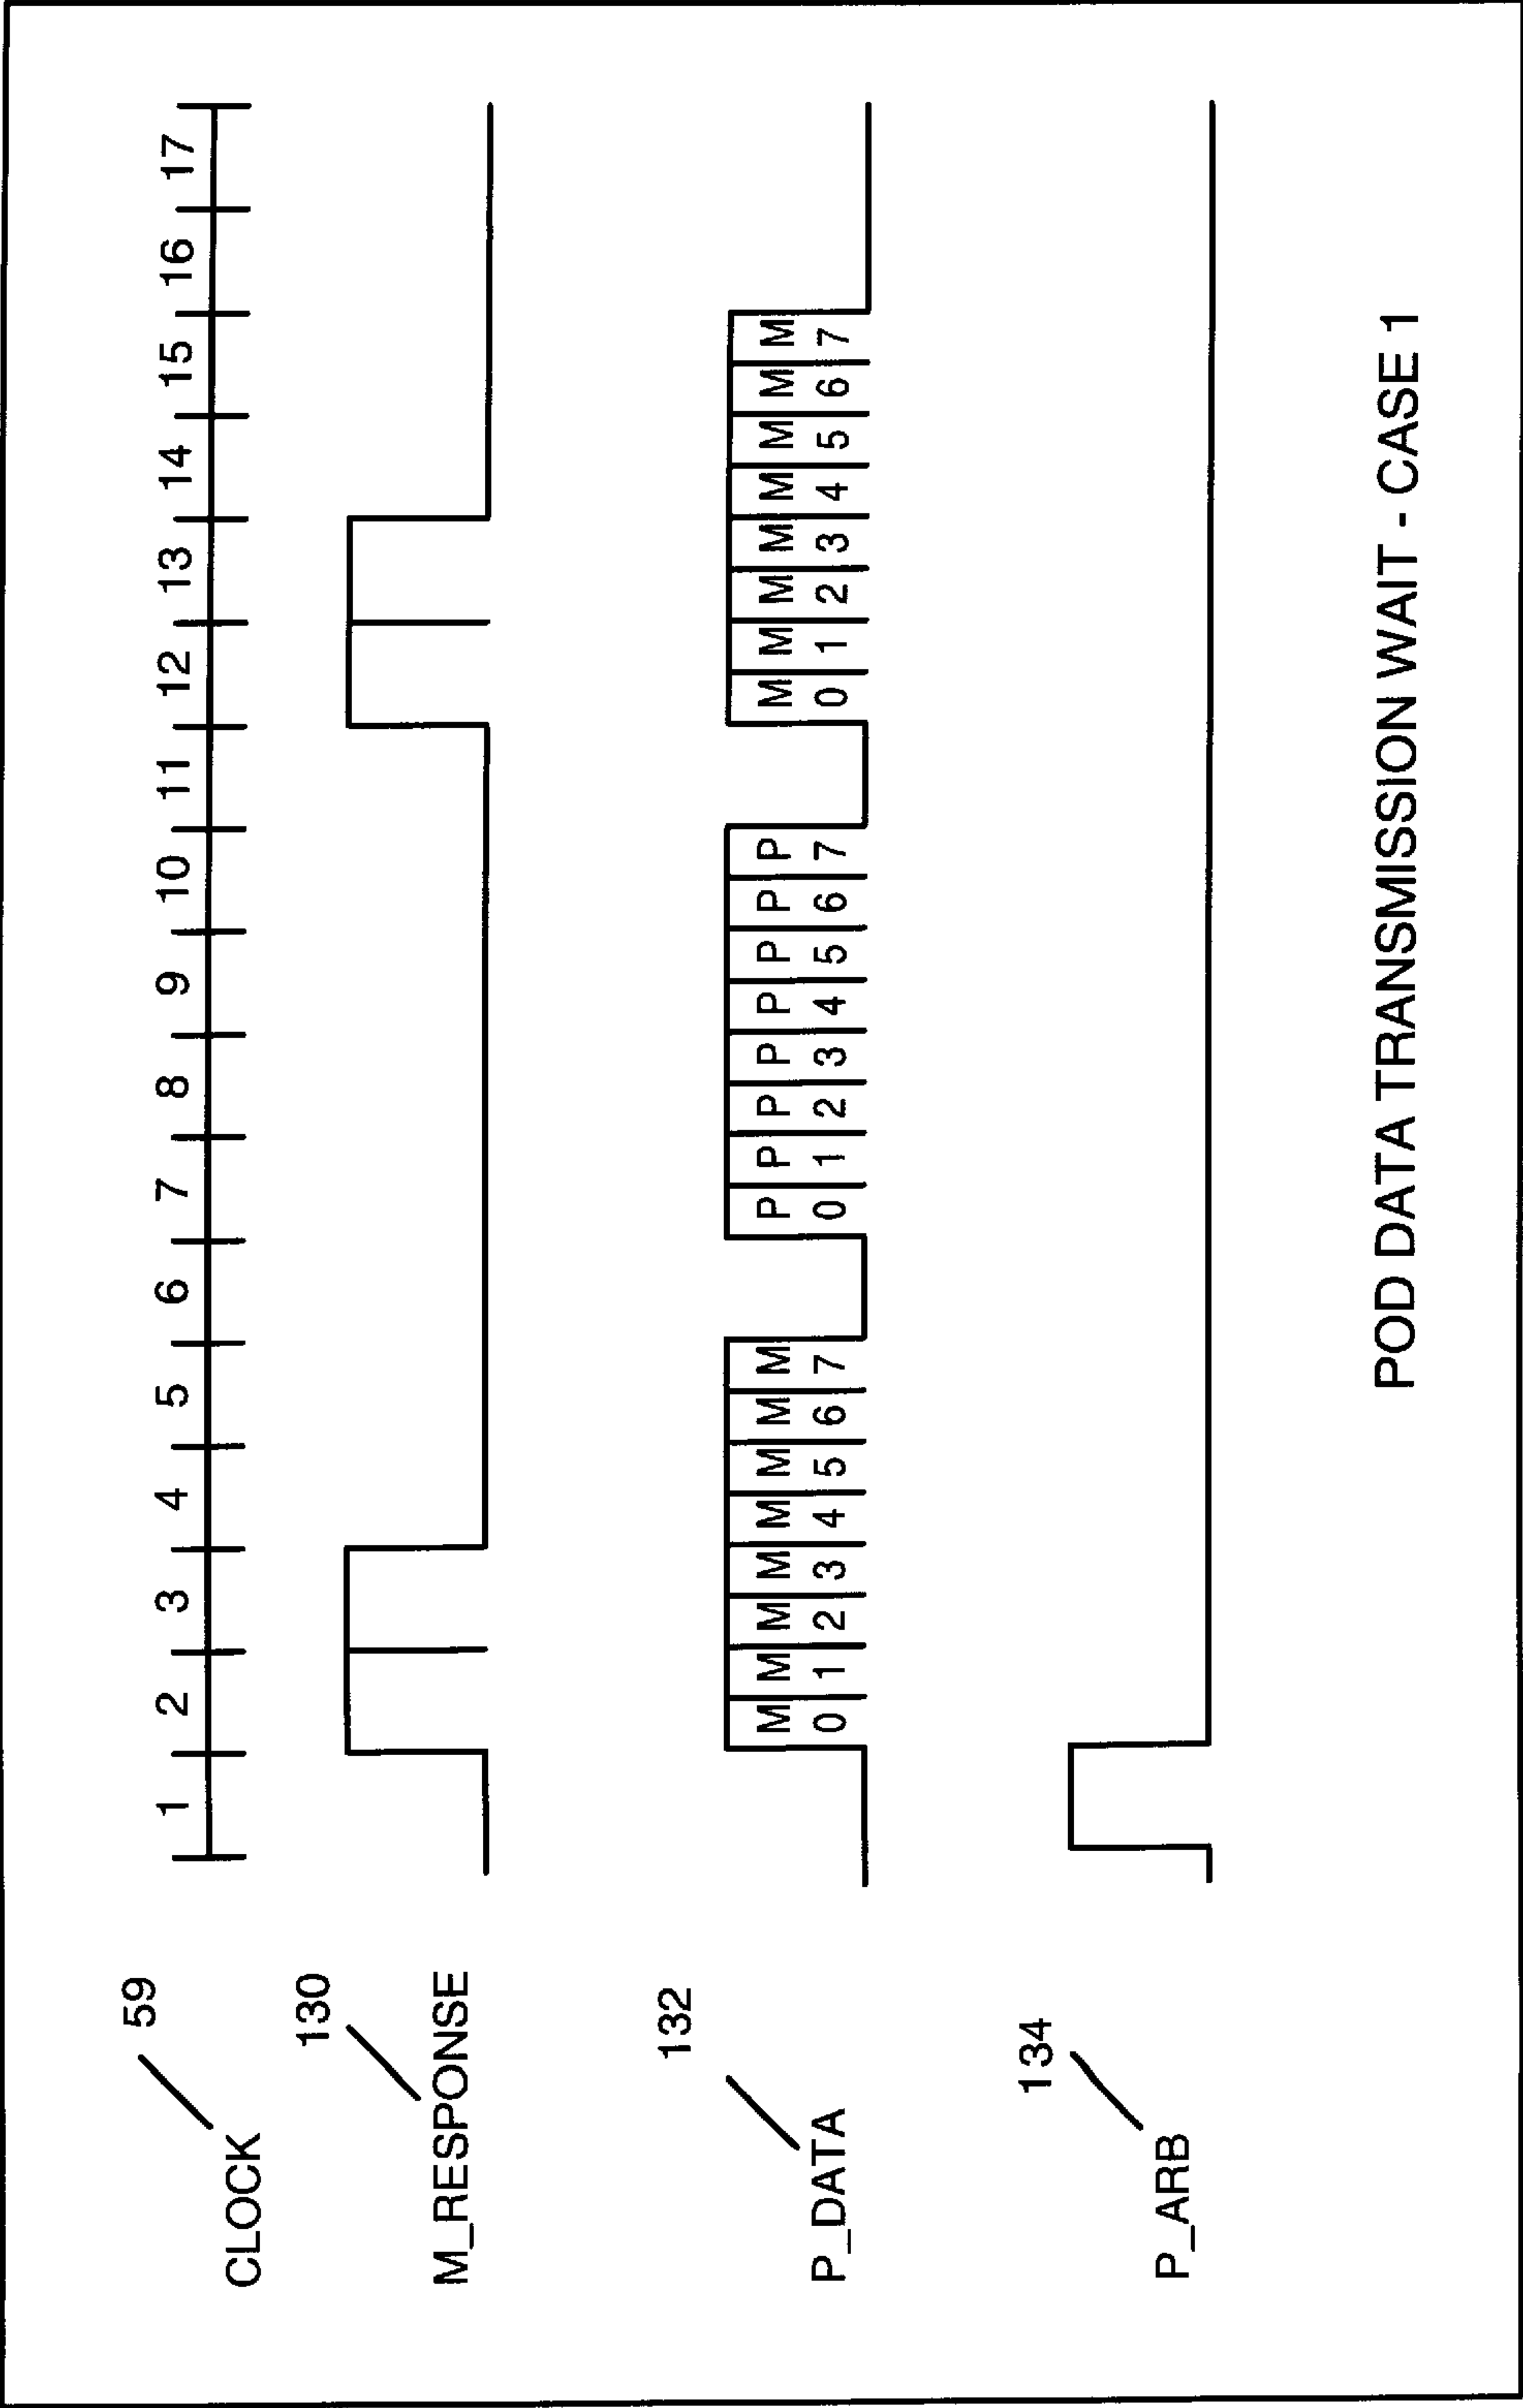 59
CLOCK
1 2 3 4 5 6 7 8 9 10 11 12 13 14 15 16 17
130
M_RESPONSE
132
P_DATA
M M M M M M M M P P P P P P P P M M M M M M M M
0 1 2 3 4 5 6 7 0 1 2 3 4 5 6 7 0 1 2 3 4 5 6 7
134
P_ARB
POD DATA TRANSMISSION WAIT - CASE 1